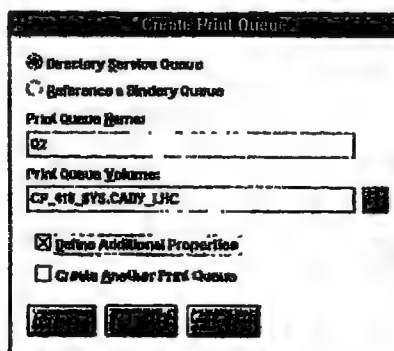 Create Print Queue
Directory Service Queue
Reference a Bindery Queue
Print Queue Name:
Q2
Print Queue Volume:
CP_418_SYS.CADY_LHC
Define Additional Properties
Create Another Print Queue